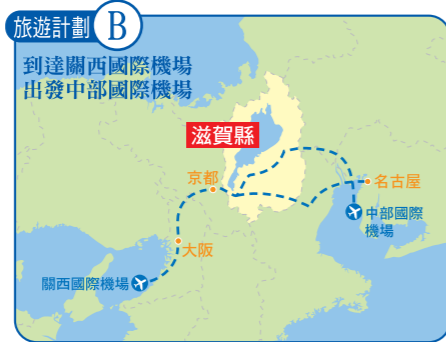 旅遊計劃 B
到達關西國際機場
出發中部國際機場
滋賀縣
京都
名古屋
中部國際
機場
大阪
關西國際機場